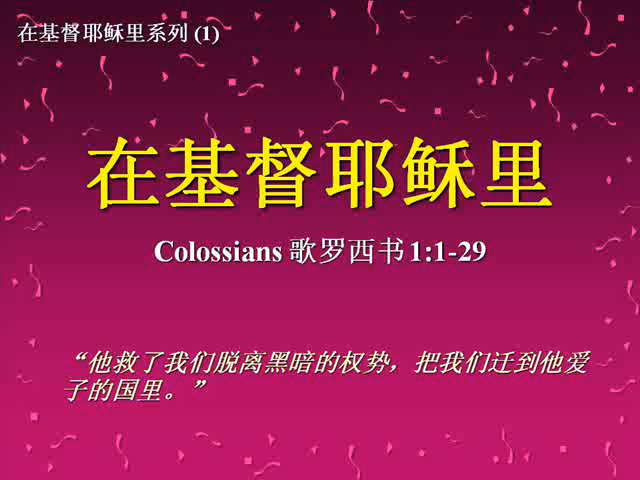 在基督耶稣里系列 (1)
在基督耶稣里
Colossians 歌罗西书 1:1-29
“他救了我们脱离黑暗的权势，把我们迁到他爱
子的国里。”